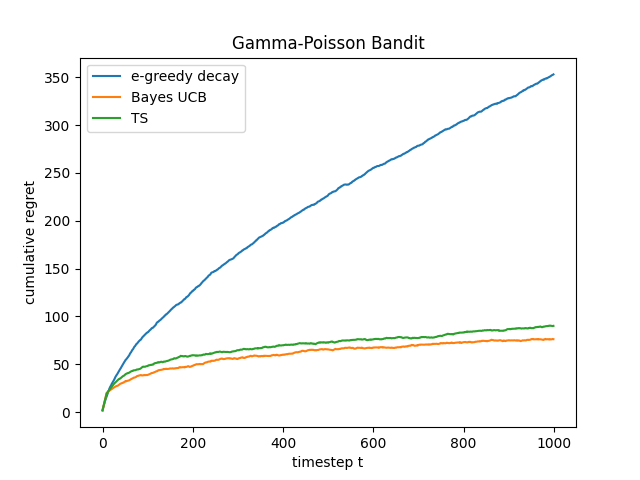 Gamma-Poisson Bandit
e-greedy decay
Bayes UCB
TS
350
300
250
200
150
100
50
0
cumulative regret
0 200 400 600 800 1000
timestep t